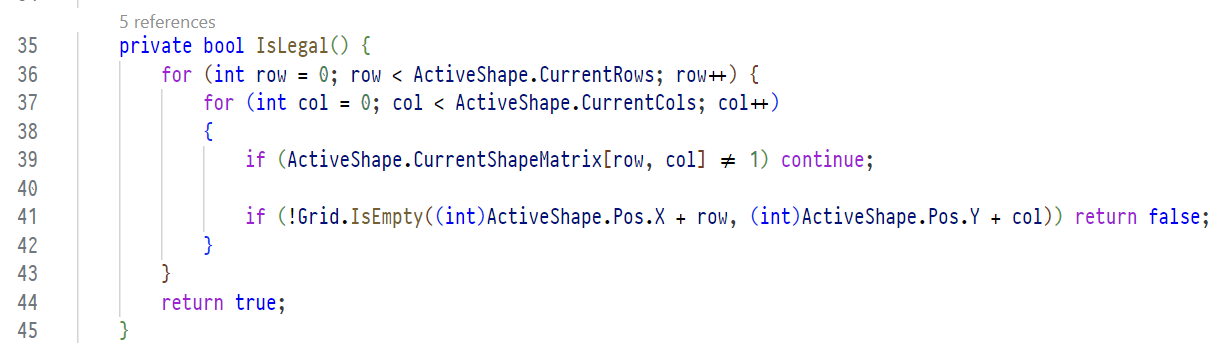 5 references
35 private bool IsLegal() {
36 for (int row = 0; row < ActiveShape.CurrentRows; row++) {
37 for (int col = 0; col < ActiveShape.CurrentCols; col++)
38 {
39 if (ActiveShape.CurrentShapeMatrix[row, col] ≠ 1) continue;
40
41 if (!Grid.IsEmpty((int)ActiveShape.Pos.X + row, (int)ActiveShape.Pos.Y + col)) return false;
42 }
43 }
44 return true;
45 }